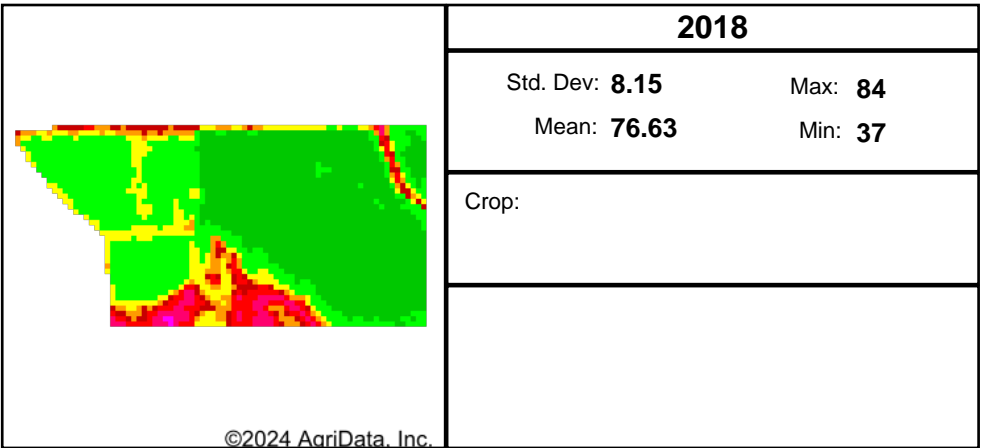 2018
Std. Dev: 8.15 Max: 84
Mean: 76.63 Min: 37
Crop:
©2024 AgriData, Inc.